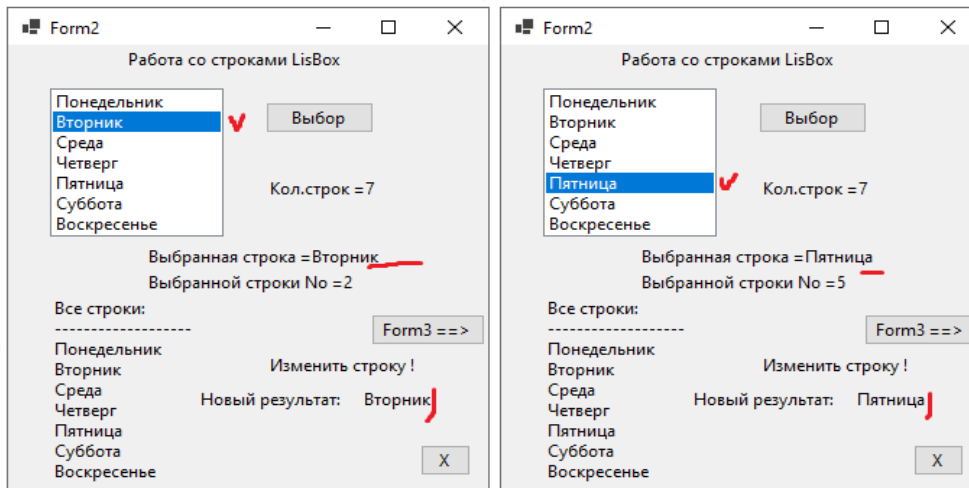 Form2
Работа со строками LisBox
Понедельник
Вторник
Среда
Четверг
Пятница
Суббота
Воскресенье
Выбор
Кол.строк =7
Выбранная строка =Вторник
Выбранной строки No =2
Все строки:
-------------------
Понедельник
Вторник
Среда
Четверг
Пятница
Суббота
Воскресенье
Form3 ==>
Изменить строку !
Новый результат: Вторник
X
Form2
Работа со строками LisBox
Понедельник
Вторник
Среда
Четверг
Пятница
Суббота
Воскресенье
Выбор
Кол.строк =7
Выбранная строка =Пятница
Выбранной строки No =5
Все строки:
-------------------
Понедельник
Вторник
Среда
Четверг
Пятница
Суббота
Воскресенье
Form3 ==>
Изменить строку !
Новый результат: Пятница
X